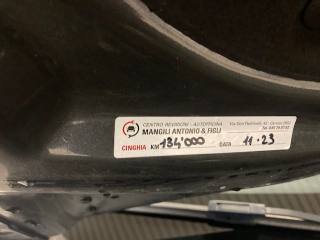 CENTRO REVISIONI - AUTOFFICINA
MANGILI ANTONIO & FIGLI
CINGHIA KM 134'000 DATA 11-23